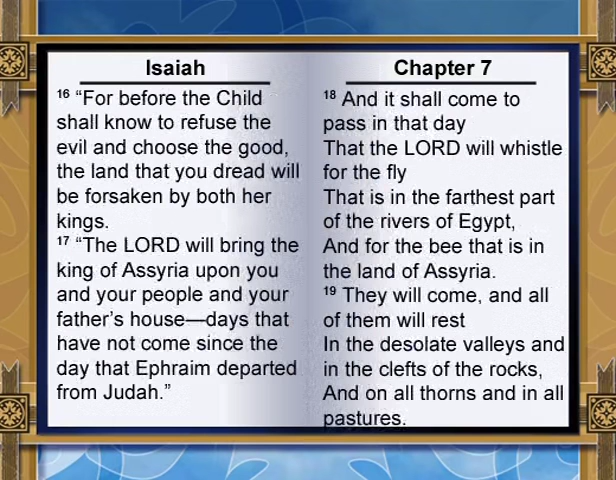 Isaiah
16 “For before the Child
shall know to refuse the
evil and choose the good,
the land that you dread will
be forsaken by both her
kings.
17 “The LORD will bring the
king of Assyria upon you
and your people and your
father’s house—days that
have not come since the
day that Ephraim departed
from Judah.”
Chapter 7
18 And it shall come to
pass in that day
That the LORD will whistle
for the fly
That is in the farthest part
of the rivers of Egypt,
And for the bee that is in
the land of Assyria.
19 They will come, and all
of them will rest
In the desolate valleys and
in the clefts of the rocks,
And on all thorns and in all
pastures.